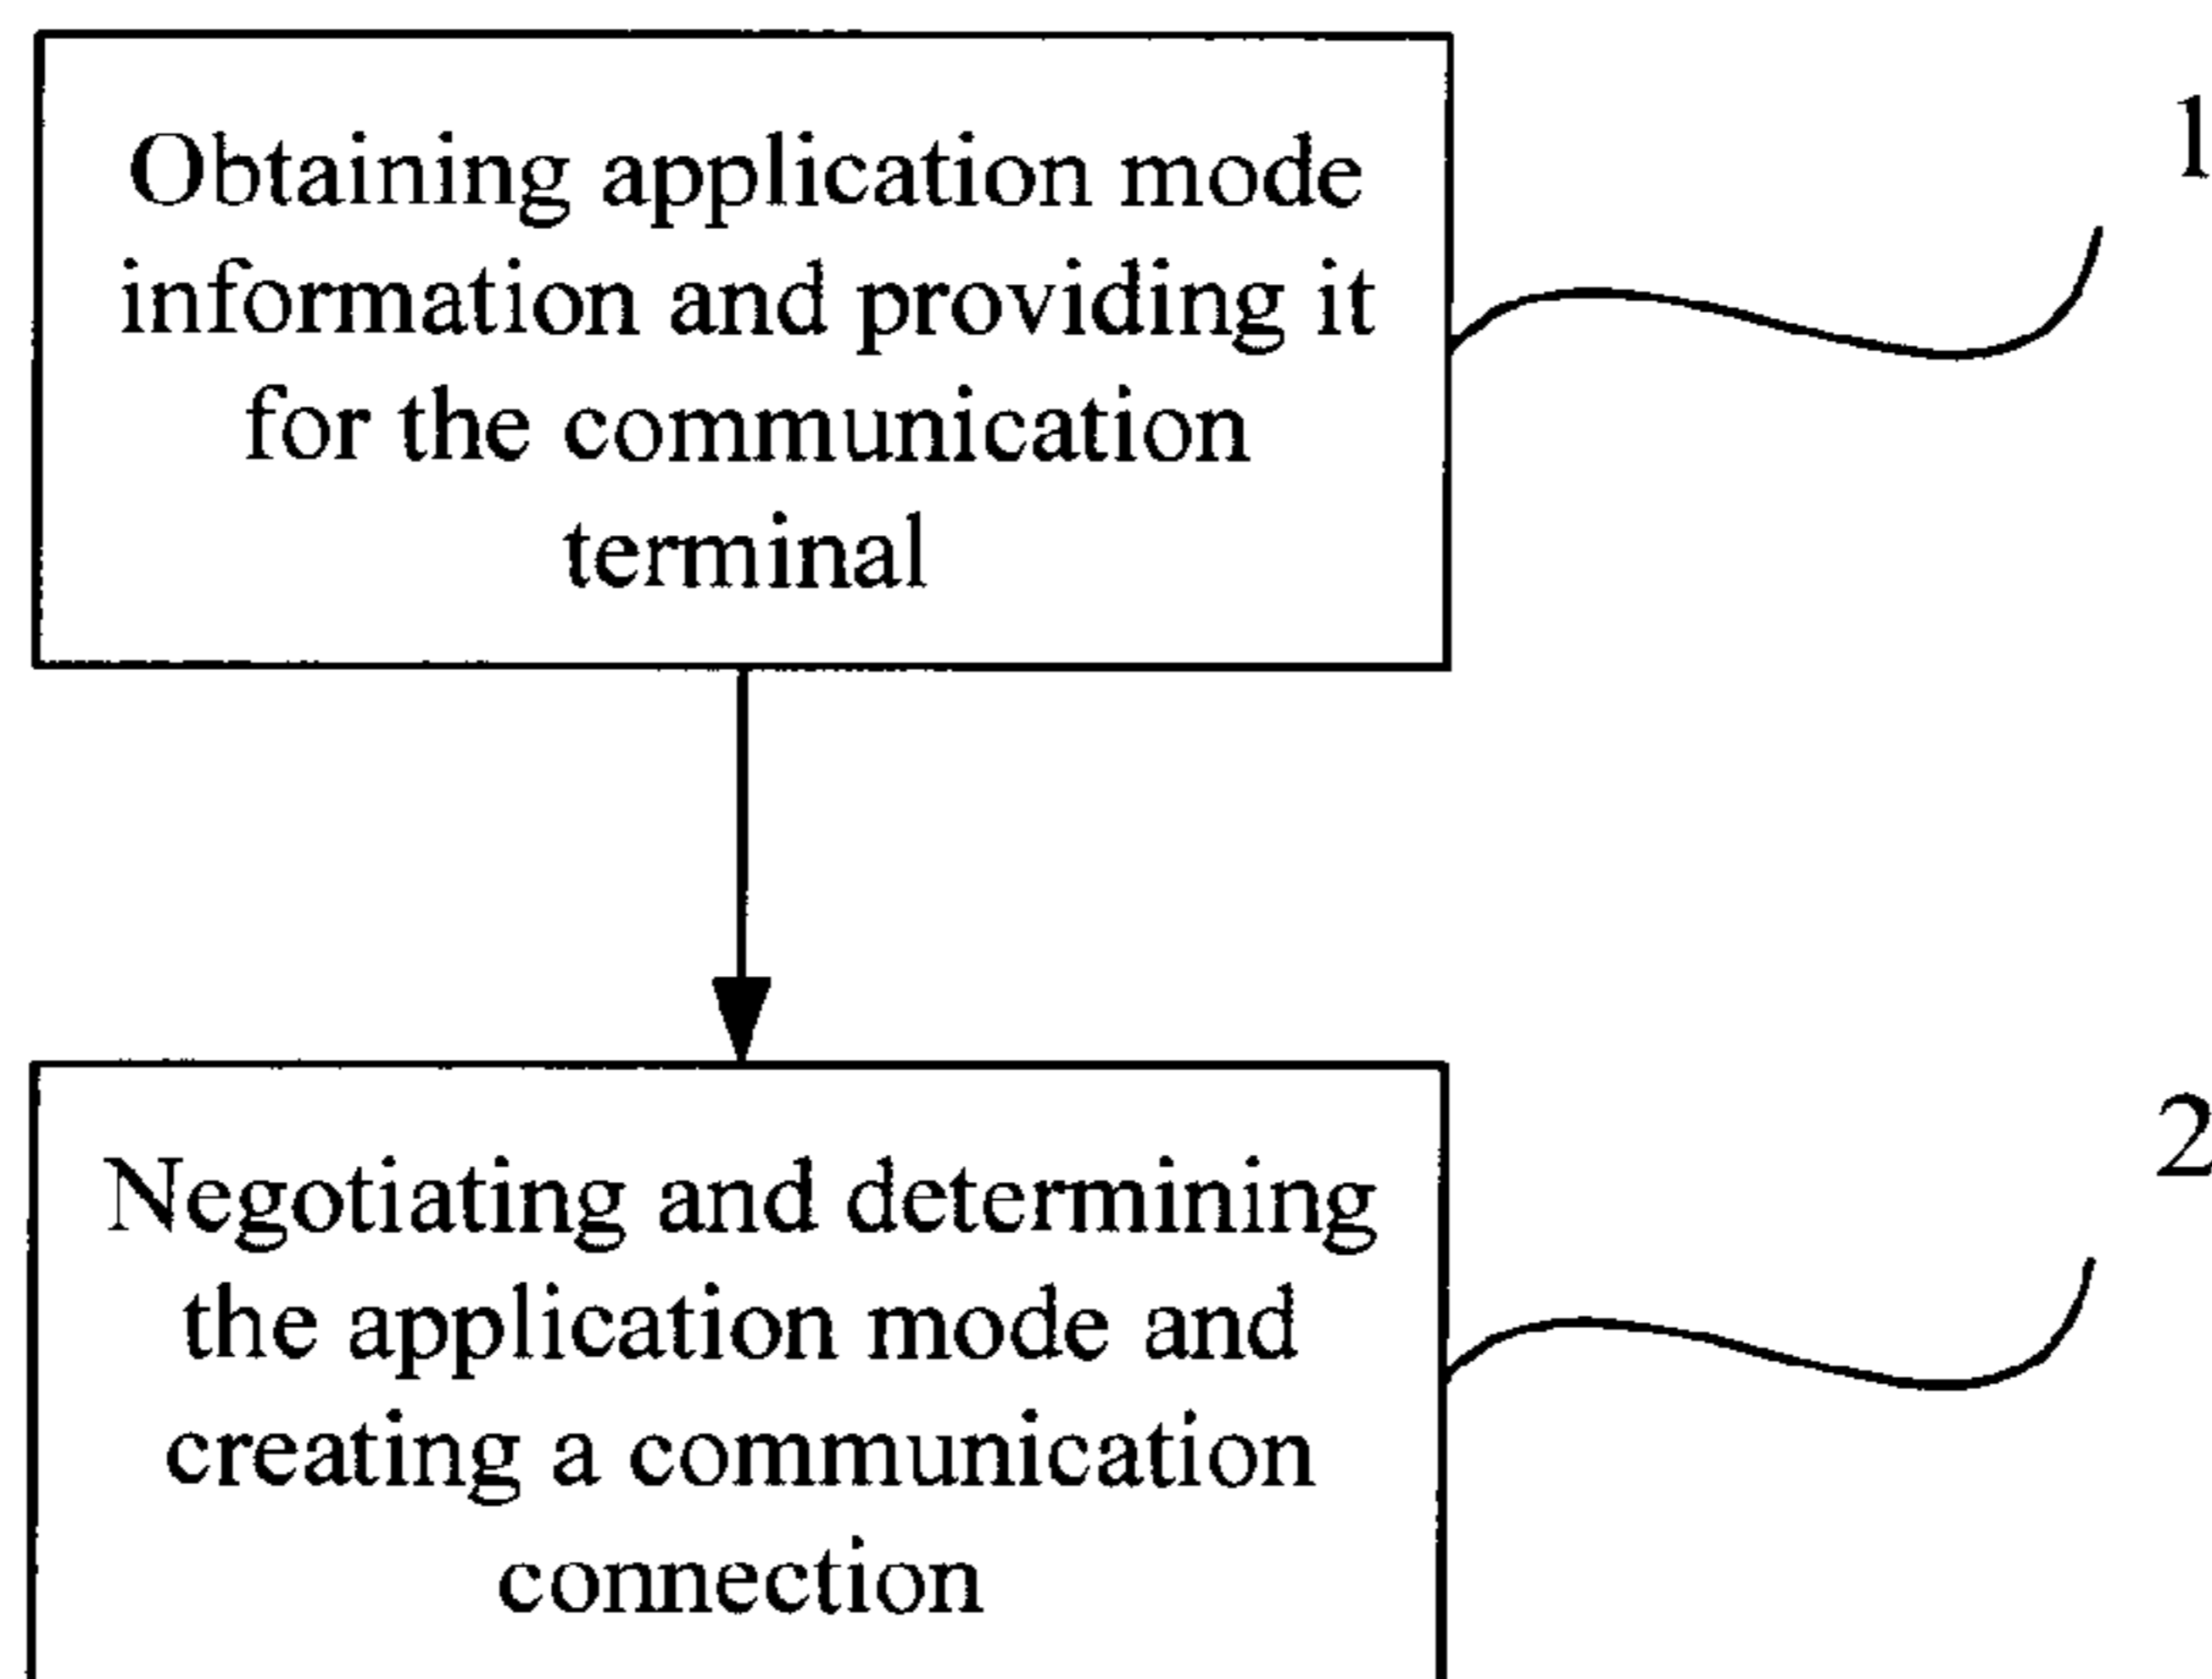 Obtaining application mode
information and providing it
for the communication
terminal
1
Negotiating and determining
the application mode and
creating a communication
connection
2